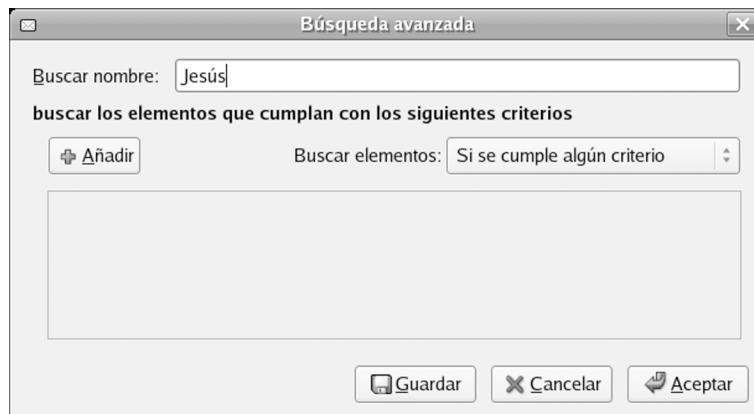 Búsqueda avanzada
Buscar nombre: Jesús
buscar los elementos que cumplan con los siguientes criterios
Añadir Buscar elementos: Si se cumple algún criterio
Guardar Cancelar Aceptar